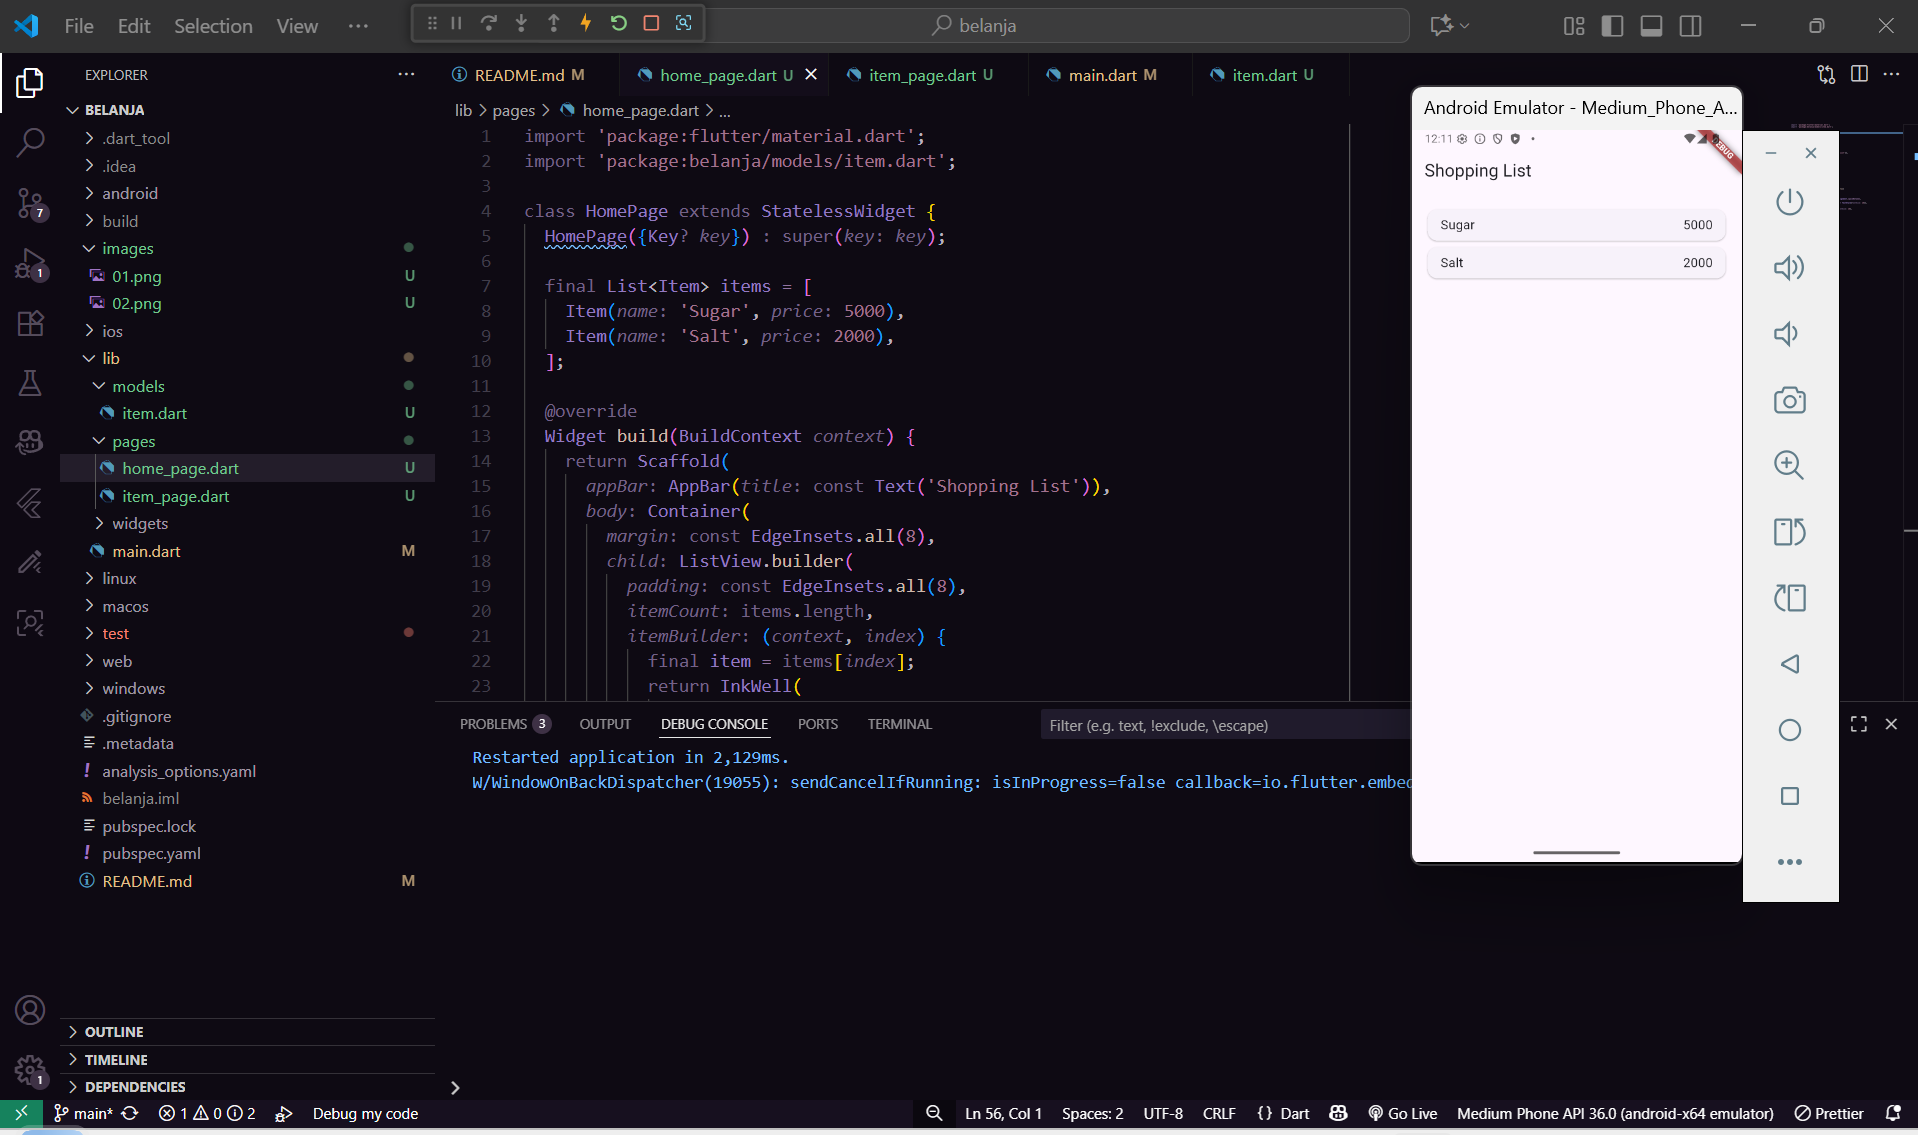 File Edit Selection View ···
belanja
EXPLORER
BELANJA
.dart_tool
.idea
android
build
images
01.png U
02.png U
ios
lib
models
item.dart U
pages
home_page.dart U
item_page.dart U
widgets
main.dart M
linux
macos
test
web
windows
.gitignore
.metadata
analysis_options.yaml
belanja.iml
pubspec.lock
pubspec.yaml
README.md M
OUTLINE
TIMELINE
DEPENDENCIES
7
1
1
README.md M
home_page.dart U
item_page.dart U
main.dart M
item.dart U
lib > pages > home_page.dart > ...
1 import 'package:flutter/material.dart';
2 import 'package:belanja/models/item.dart';
3
4 class HomePage extends StatelessWidget {
5 HomePage({Key? key}) : super(key: key);
6
7 final List<Item> items = [
8 Item(name: 'Sugar', price: 5000),
9 Item(name: 'Salt', price: 2000),
10 ];
11
12 @override
13 Widget build(BuildContext context) {
14 return Scaffold(
15 appBar: AppBar(title: const Text('Shopping List')),
16 body: Container(
17 margin: const EdgeInsets.all(8),
18 child: ListView.builder(
19 padding: const EdgeInsets.all(8),
20 itemCount: items.length,
21 itemBuilder: (context, index) {
22 final item = items[index];
23 return InkWell(
PROBLEMS 3 OUTPUT DEBUG CONSOLE PORTS TERMINAL
Filter (e.g. text, !exclude, \escape)
Restarted application in 2,129ms.
W/WindowOnBackDispatcher(19055): sendCancelIfRunning: isInProgress=false callback=io.flutter.embed
Android Emulator - Medium_Phone_A...
12:11
Shopping List
Sugar 5000
Salt 2000
main* 1 0 2 Debug my code
Ln 56, Col 1 Spaces: 2 UTF-8 CRLF {} Dart Go Live Medium Phone API 36.0 (android-x64 emulator) Prettier